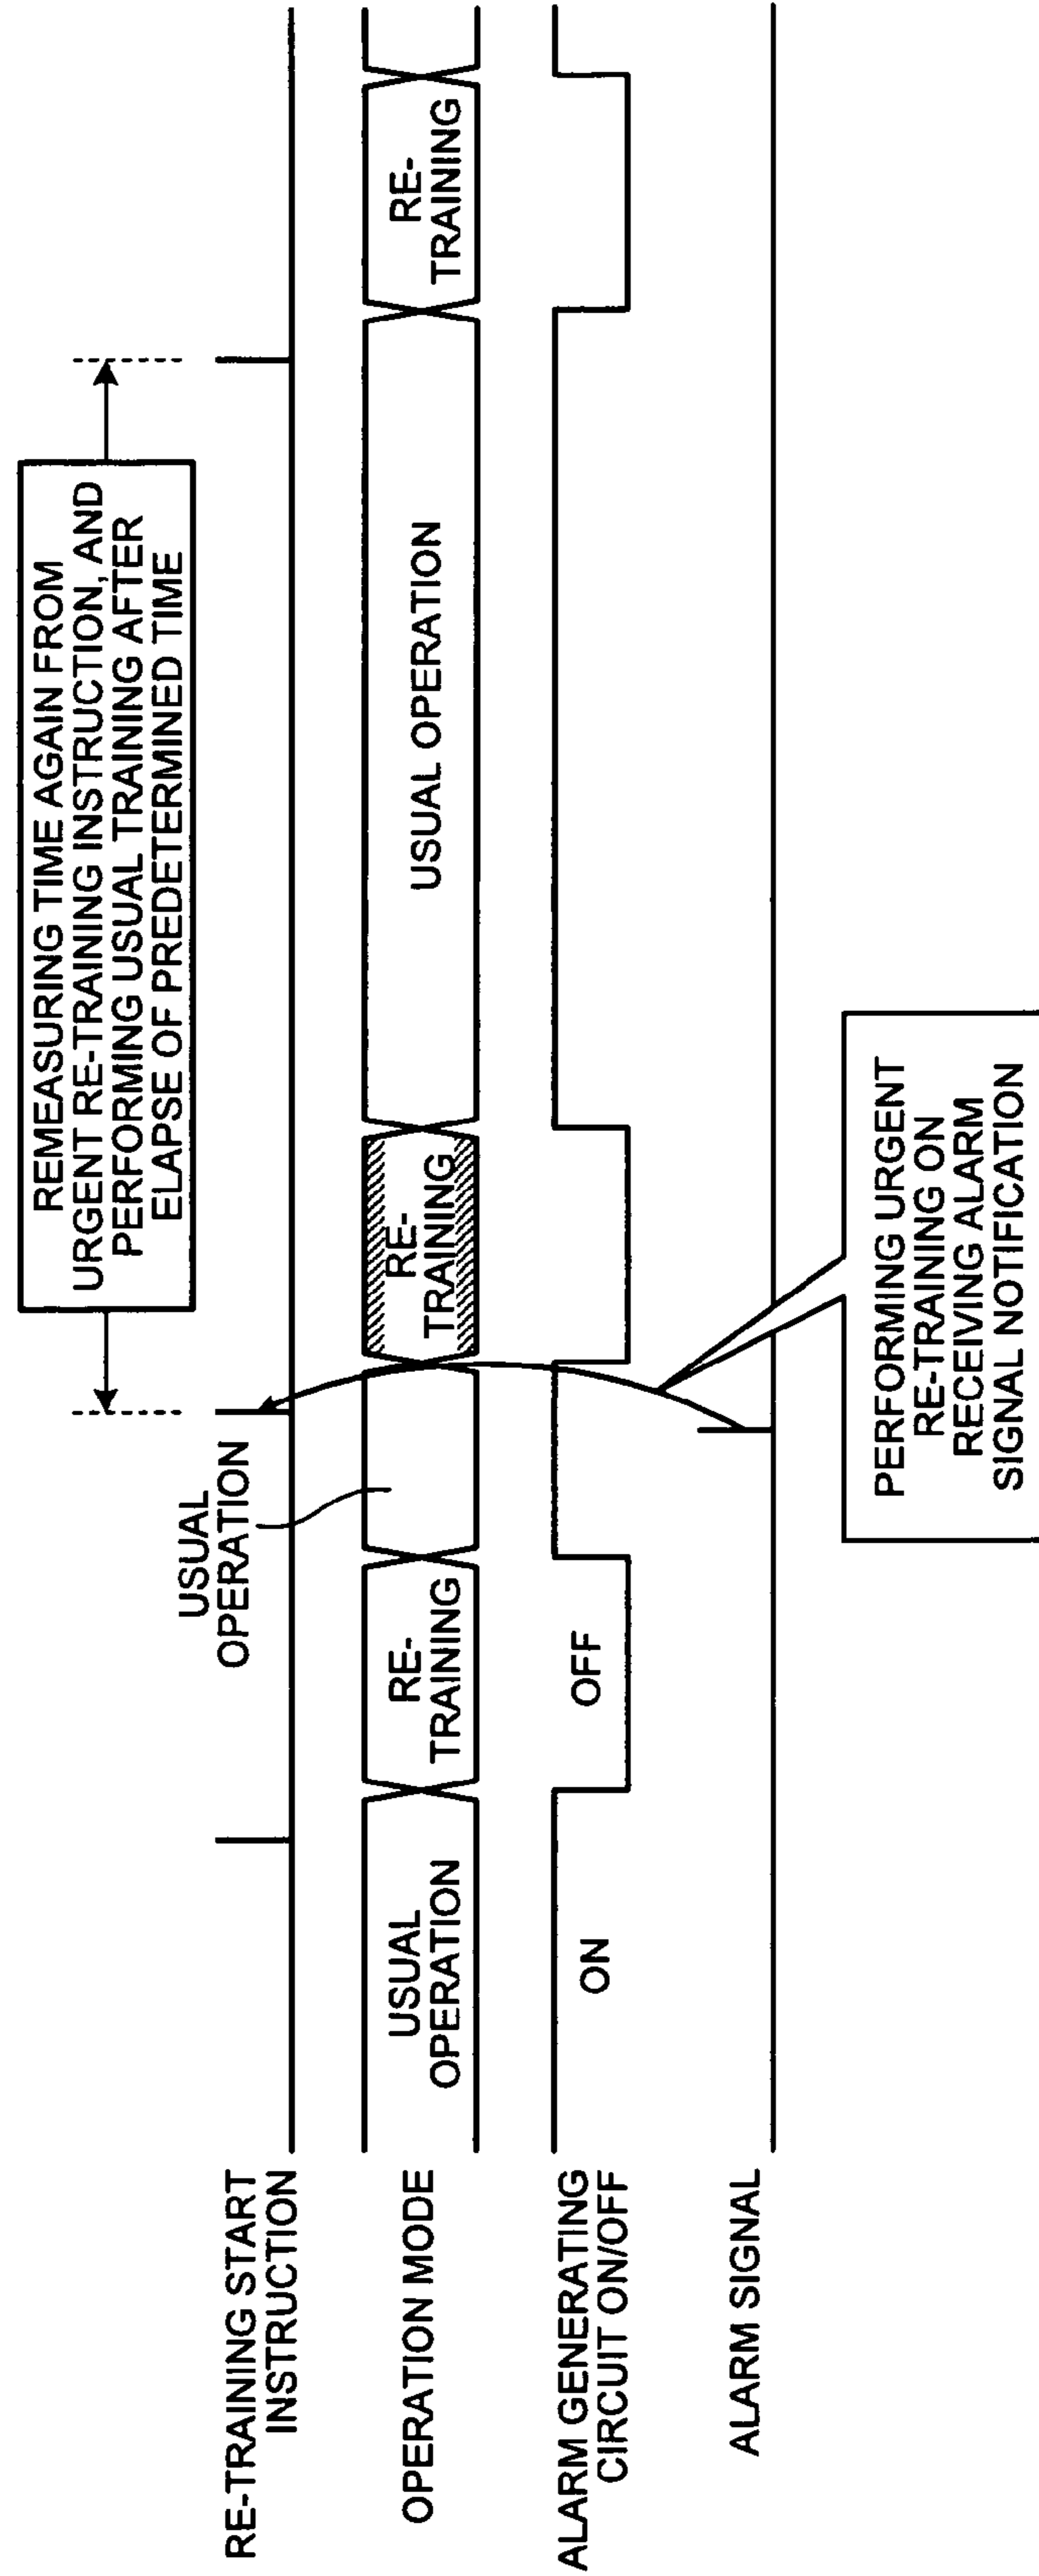 REMEASURING TIME AGAIN FROM
URGENT RE-TRAINING INSTRUCTION, AND
PERFORMING USUAL TRAINING AFTER
ELAPSE OF PREDETERMINED TIME
RE-TRAINING START
INSTRUCTION
USUAL
OPERATION
OPERATION MODE
USUAL
OPERATION
RE-
TRAINING
RE-
TRAINING
USUAL OPERATION
RE-
TRAINING
ALARM GENERATING
CIRCUIT ON/OFF
ON
OFF
ALARM SIGNAL
PERFORMING URGENT
RE-TRAINING ON
RECEIVING ALARM
SIGNAL NOTIFICATION